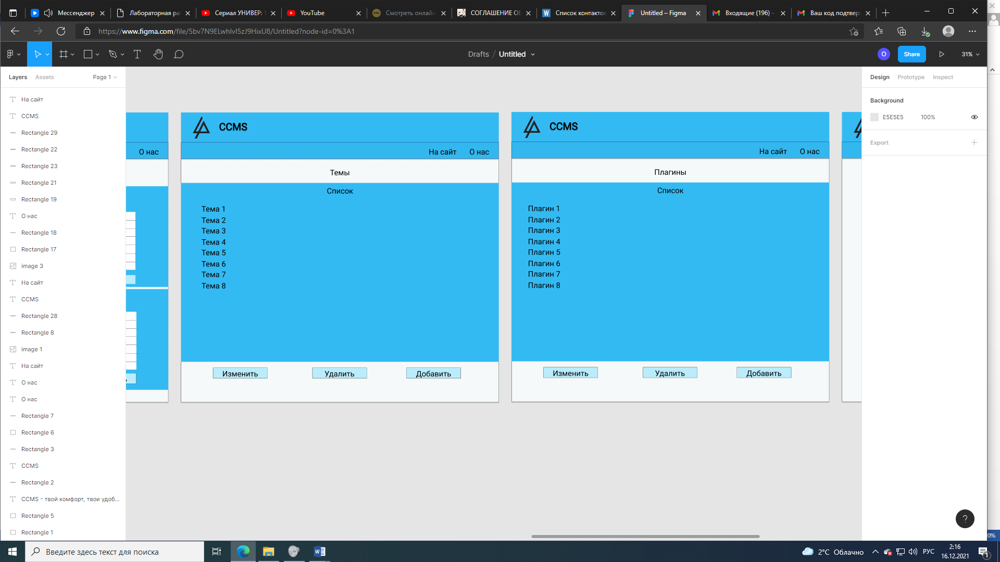 Мессенджер
Лабораторная ра
Сериал УНИВЕР:
YouTube
Смотреть онлайн
СОГЛАШЕНИЕ ОБ
Список контактов
Untitled – Figma
Входящие (196) -
Ваш код подтвер
https://www.figma.com/file/5bv7N9ELwhlvl5zJ9HixU8/Untitled?node-id=0%3A1
Drafts / Untitled
O
Share
31%
Layers Assets Page 1
На сайт
CCMS
Rectangle 29
Rectangle 22
Rectangle 23
Rectangle 21
Rectangle 19
О нас
Rectangle 18
Rectangle 17
image 3
На сайт
CCMS
Rectangle 28
Rectangle 8
image 1
На сайт
О нас
О нас
Rectangle 7
Rectangle 6
Rectangle 3
CCMS
Rectangle 2
CCMS - твой комфорт, твои удоб...
Rectangle 5
Rectangle 1
О нас
CCMS
На сайт О нас
Темы
Список
Тема 1
Тема 2
Тема 3
Тема 4
Тема 5
Тема 6
Тема 7
Тема 8
Изменить Удалить Добавить
CCMS
На сайт О нас
Плагины
Список
Плагин 1
Плагин 2
Плагин 3
Плагин 4
Плагин 5
Плагин 6
Плагин 7
Плагин 8
Изменить Удалить Добавить
Design Prototype Inspect
Background
E5E5E5 100%
Export
?
0%
Введите здесь текст для поиска
2°C Облачно
РУС
2:16
16.12.2021
1